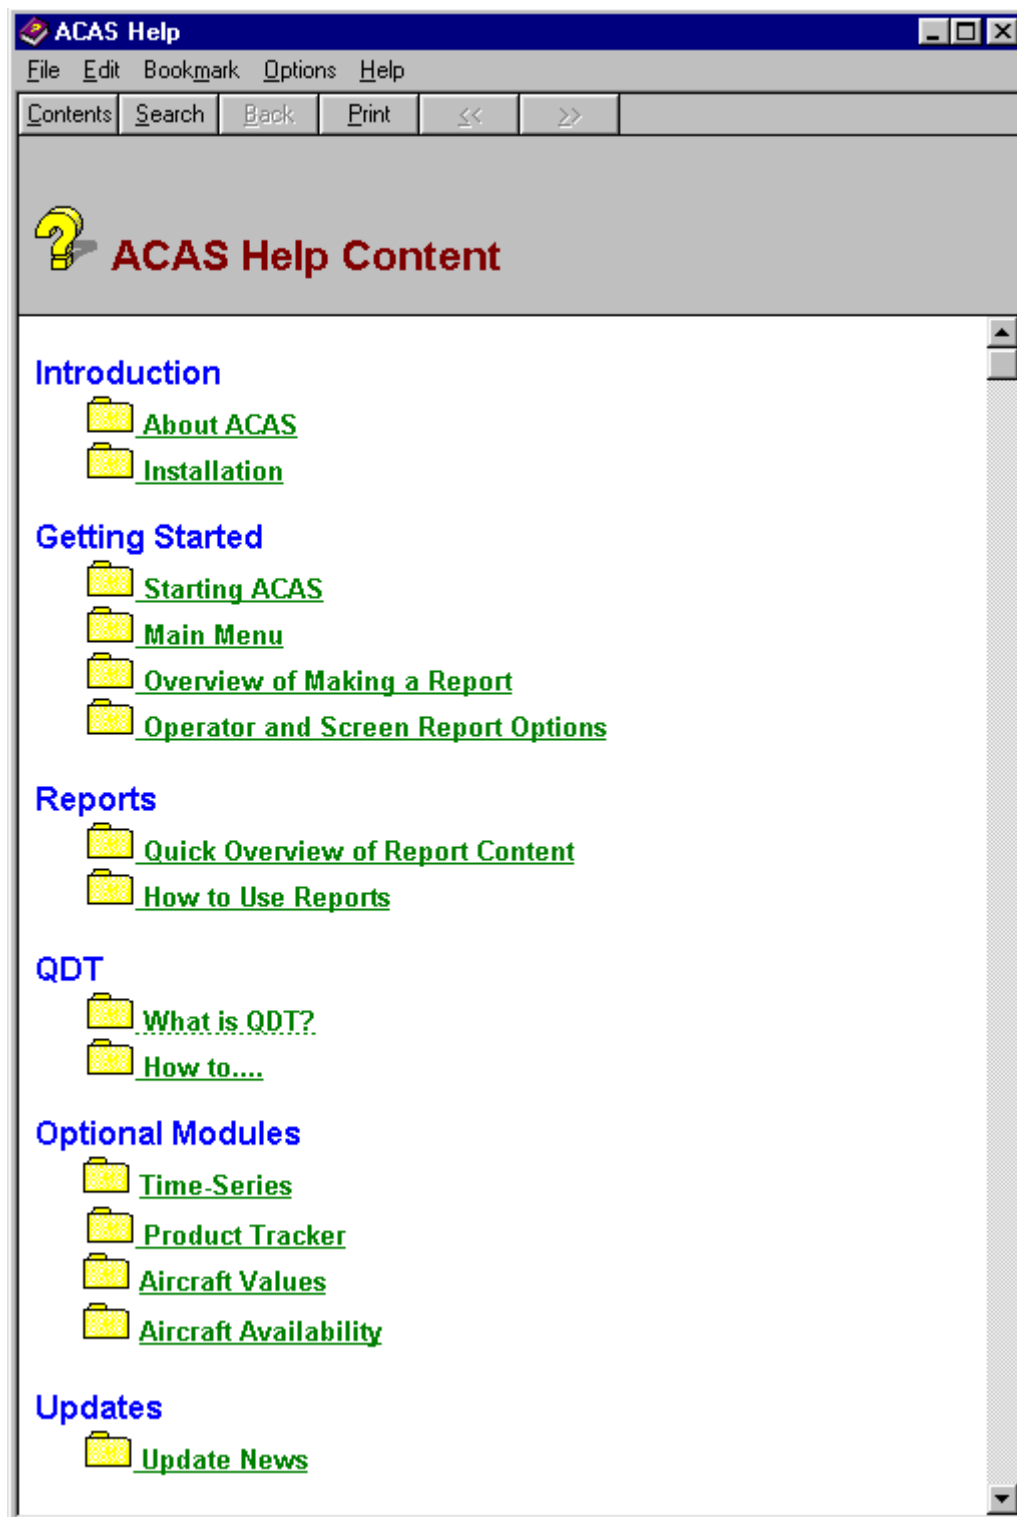 ACAS Help
File Edit Bookmark Options Help
Contents Search Back Print << >>
ACAS Help Content
Introduction
About ACAS
Installation
Getting Started
Starting ACAS
Main Menu
Overview of Making a Report
Operator and Screen Report Options
Reports
Quick Overview of Report Content
How to Use Reports
QDT
What is QDT?
How to....
Optional Modules
Time-Series
Product Tracker
Aircraft Values
Aircraft Availability
Updates
Update News